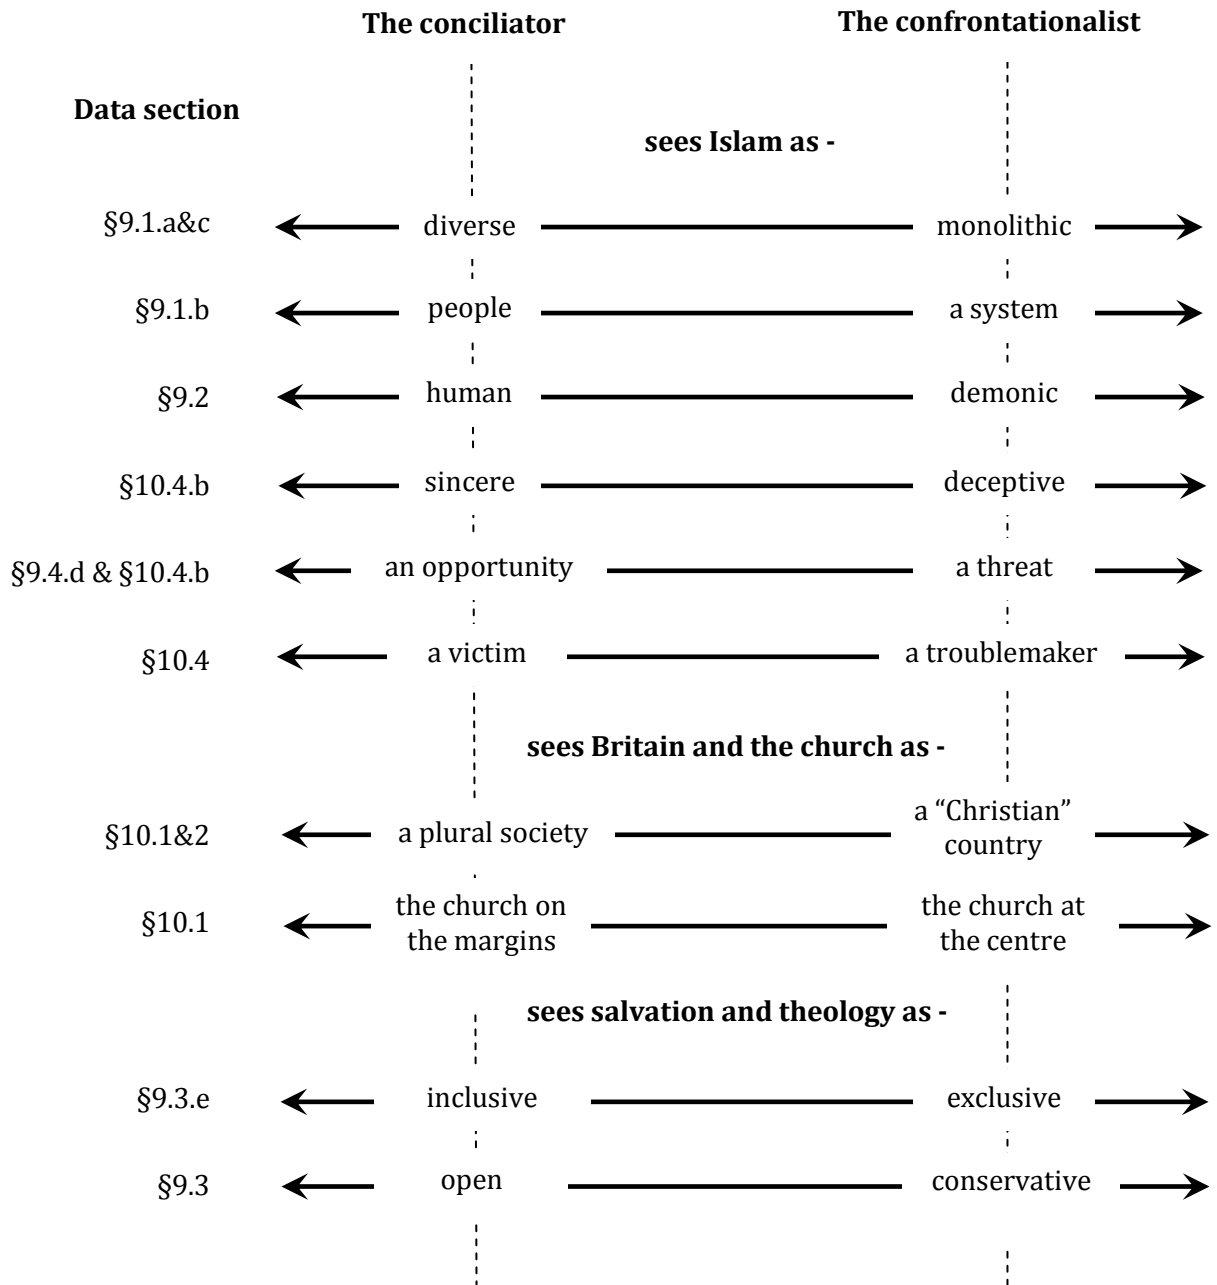 The conciliator The confrontationalist
Data section
sees Islam as -
§9.1.a&c diverse monolithic
§9.1.b people a system
§9.2 human demonic
§10.4.b sincere deceptive
§9.4.d & §10.4.b an opportunity a threat
§10.4 a victim a troublemaker
sees Britain and the church as -
§10.1&2 a plural society a “Christian”
country
§10.1 the church on the church at
the margins the centre
sees salvation and theology as -
§9.3.e inclusive exclusive
§9.3 open conservative